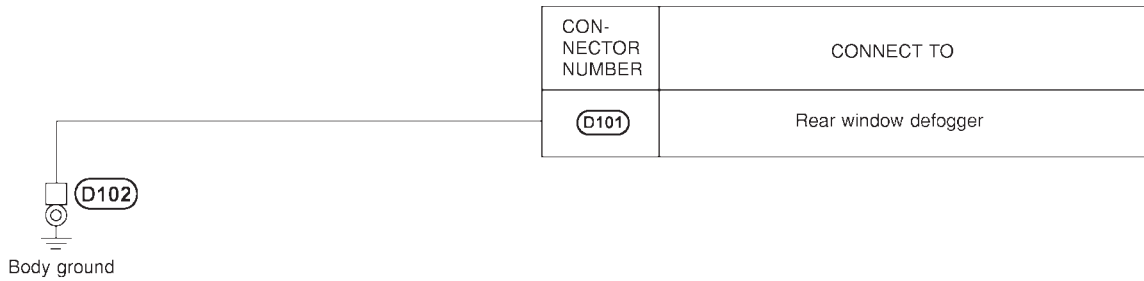 CON-
NECTOR
NUMBER
CONNECT TO
D101
Rear window defogger
D102
Body ground